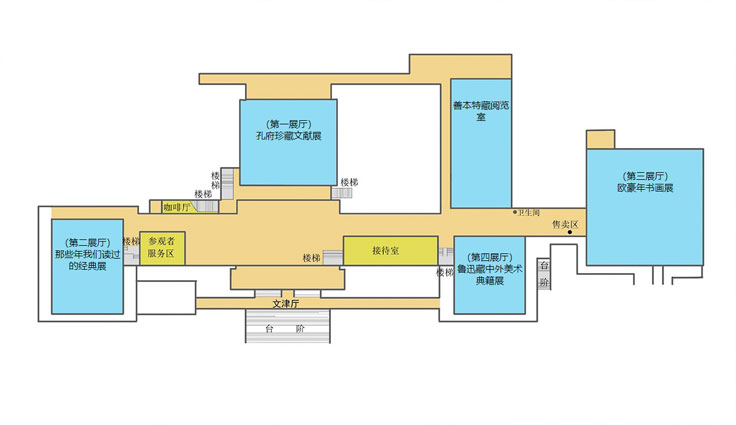 善本特藏阅览
室
(第一展厅)
孔府珍藏文献展
楼
梯
楼梯
楼梯
(第三展厅)
欧豪年书画展
咖啡厅
卫生间
售卖区
(第二展厅)
那些年我们读过
的经典展
楼梯
参观者
服务区
楼梯
接待室
楼梯
(第四展厅)
鲁迅藏中外美术
典籍展
台
阶
文津厅
台 阶